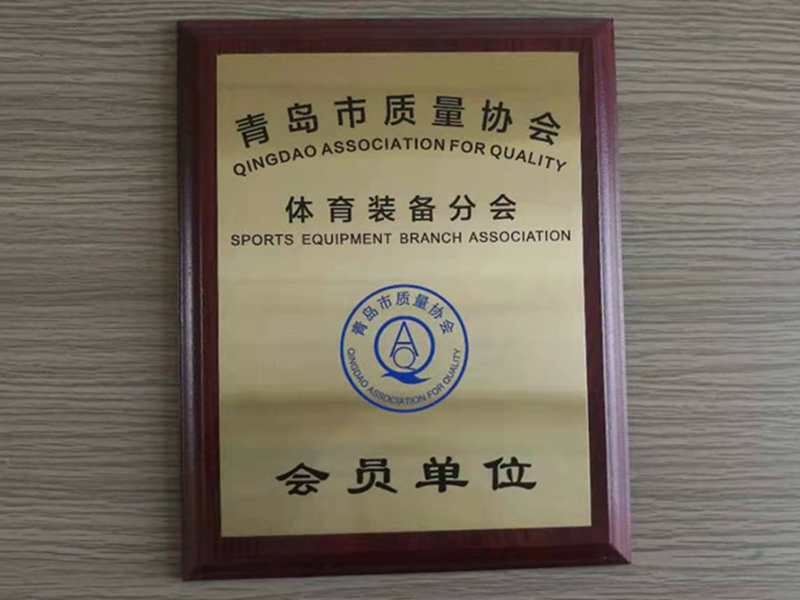 青岛市质量协会
QINGDAO ASSOCIATION FOR QUALITY
体育装备分会
SPORTS EQUIPMENT BRANCH ASSOCIATION
青岛市质量协会
AQ
QINGDAO ASSOCIATION FOR QUALITY
会员单位